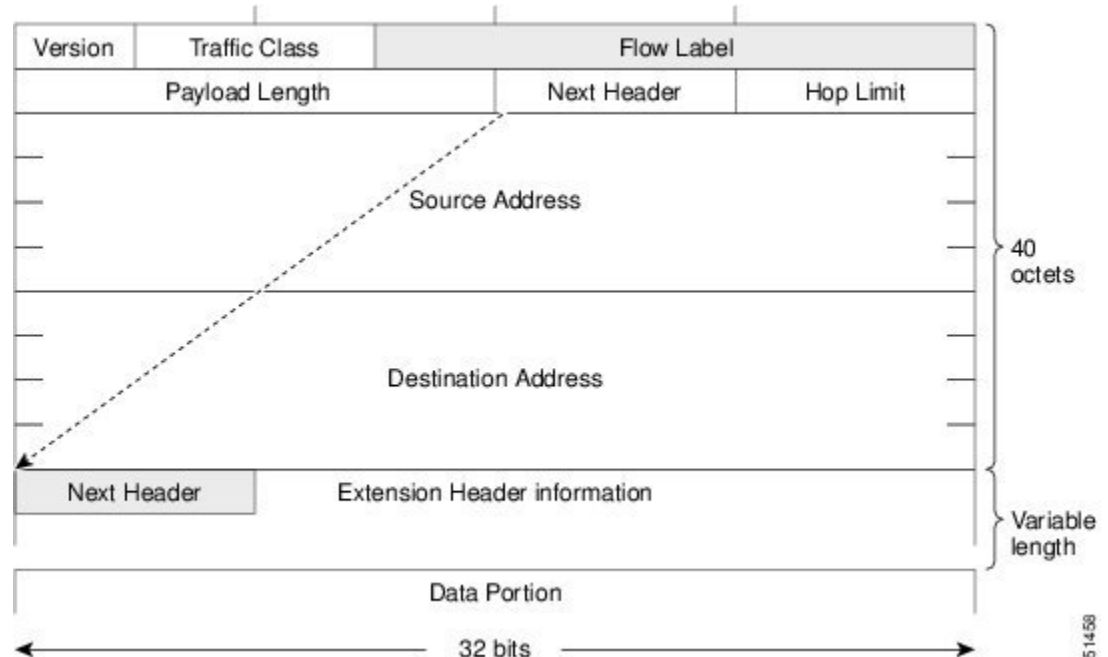 Version Traffic Class Flow Label
Payload Length Next Header Hop Limit
Source Address
40
octets
Destination Address
Next Header Extension Header information
Variable
length
Data Portion
32 bits
51458